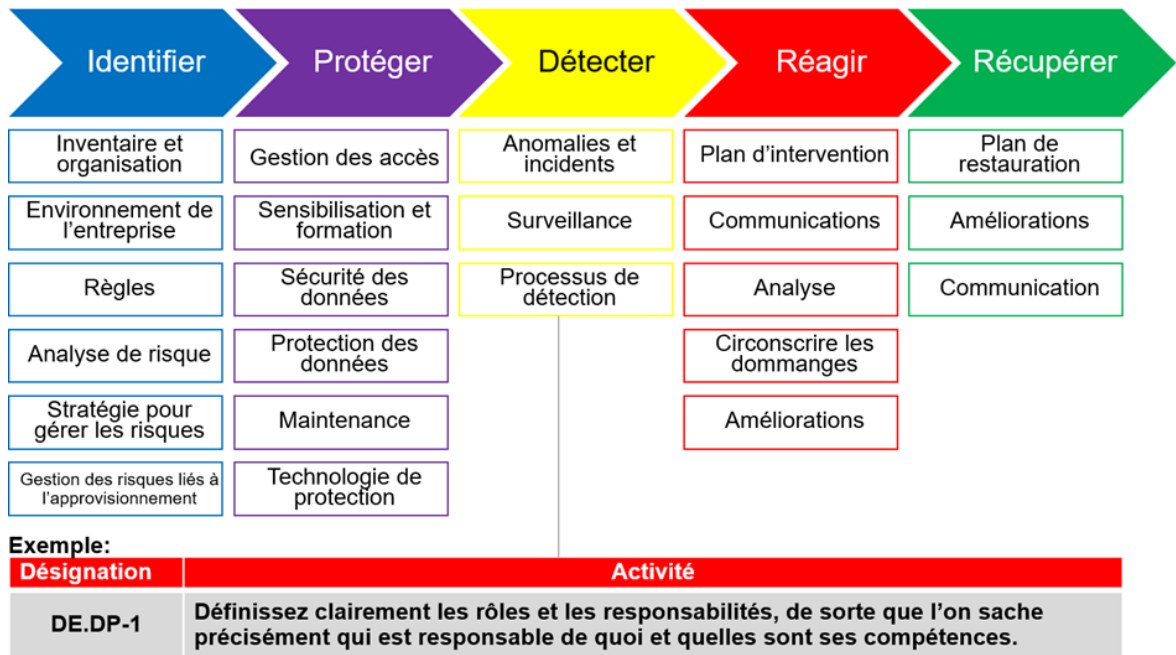 Identifier
Protéger
Détecter
Réagir
Récupérer
Inventaire et
organisation
Environnement de
l'entreprise
Règles
Analyse de risque
Stratégie pour
gérer les risques
Gestion des risques liés à
l'approvisionnement
Gestion des accès
Sensibilisation et
formation
Sécurité des
données
Protection des
données
Maintenance
Technologie de
protection
Anomalies et
incidents
Surveillance
Processus de
détection
Plan d'intervention
Communications
Analyse
Circonscrire les
dommanges
Améliorations
Plan de
restauration
Améliorations
Communication
Exemple:
Désignation
Activité
DE.DP-1
Définissez clairement les rôles et les responsabilités, de sorte que l'on sache
précisément qui est responsable de quoi et quelles sont ses compétences.